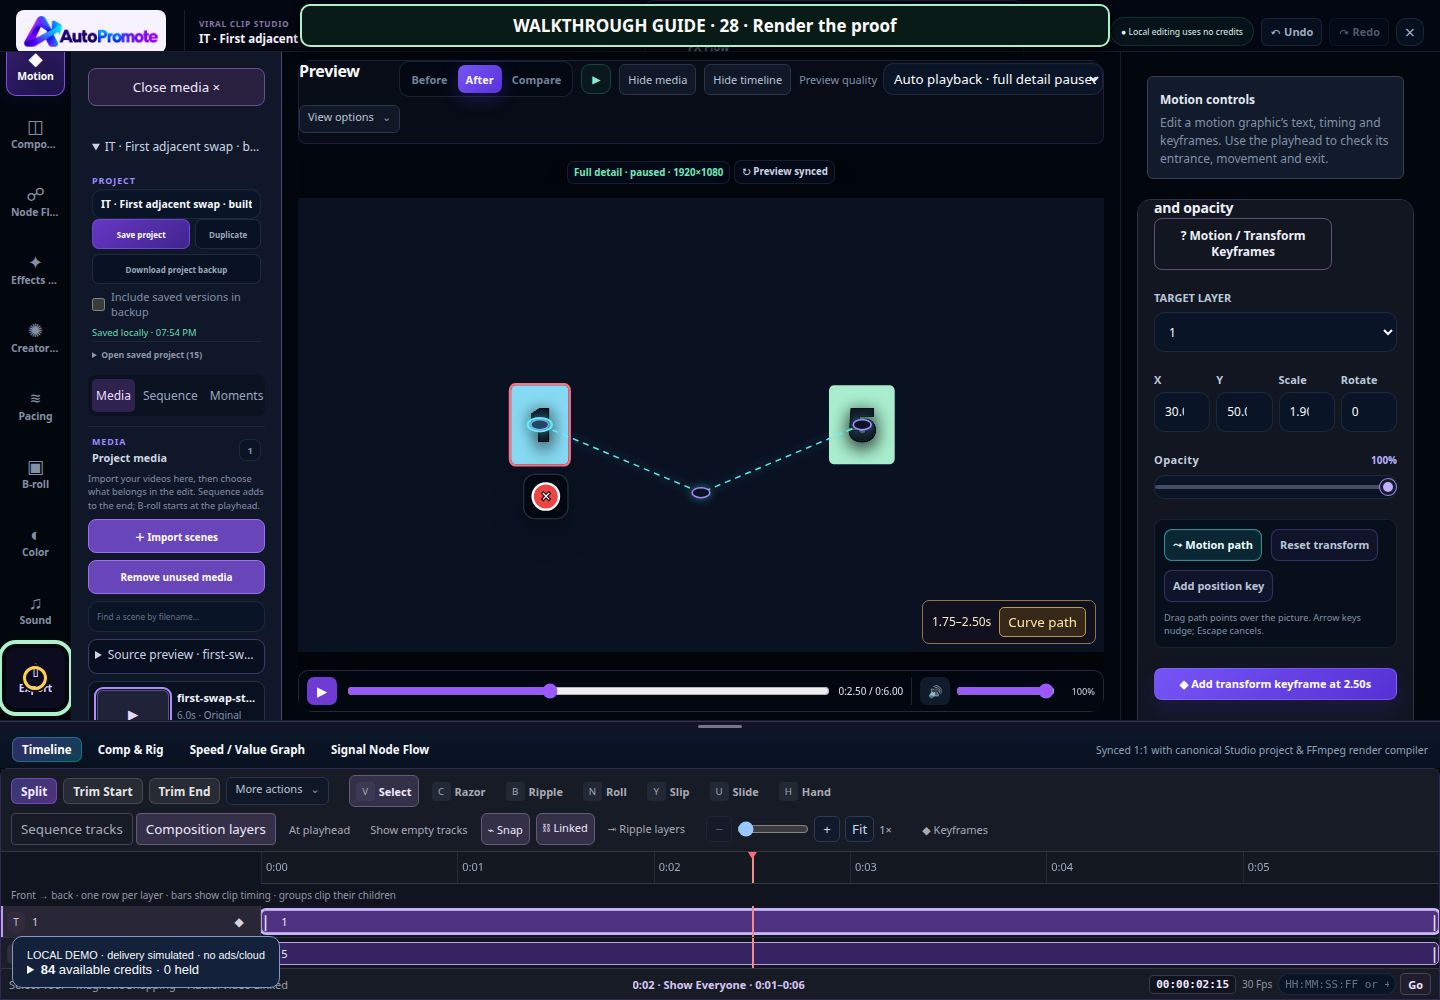 AutoPromote
VIRAL CLIP STUDIO
IT · First adjacent
WALKTHROUGH GUIDE · 28 · Render the proof
● Local editing uses no credits
↶ Undo
↷ Redo
×
Motion
Compo...
Node Fl...
Effects ...
Creator...
Pacing
B-roll
Color
Sound
Export
Close media ×
▼ IT · First adjacent swap · b...
PROJECT
IT · First adjacent swap · built
Save project
Duplicate
Download project backup
Include saved versions in
backup
Saved locally · 07:54 PM
▶ Open saved project (15)
Media
Sequence
Moments
MEDIA
Project media
1
Import your videos here, then choose
what belongs in the edit. Sequence adds
to the end; B-roll starts at the playhead.
+ Import scenes
Remove unused media
Find a scene by filename...
▶ Source preview · first-sw...
first-swap-st...
6.0s · Original
Preview
Before
After
Compare
▶
Hide media
Hide timeline
Preview quality
Auto playback · full detail paused
View options
Full detail · paused · 1920×1080
↻ Preview synced
1
5
1.75–2.50s
Curve path
0:2.50 / 0:6.00
100%
Motion controls
Edit a motion graphic's text, timing and
keyframes. Use the playhead to check its
entrance, movement and exit.
and opacity
? Motion / Transform
Keyframes
TARGET LAYER
1
X
Y
Scale
Rotate
30.(
50.(
1.9(
0
Opacity
100%
⤳ Motion path
Reset transform
Add position key
Drag path points over the picture. Arrow keys
nudge; Escape cancels.
◆ Add transform keyframe at 2.50s
Timeline
Comp & Rig
Speed / Value Graph
Signal Node Flow
Synced 1:1 with canonical Studio project & FFmpeg render compiler
Split
Trim Start
Trim End
More actions
V Select
C Razor
B Ripple
N Roll
Y Slip
U Slide
H Hand
Sequence tracks
Composition layers
At playhead
Show empty tracks
Snap
Linked
⇥ Ripple layers
−
+
Fit
1×
◆ Keyframes
0:00
0:01
0:02
0:03
0:04
0:05
Front → back · one row per layer · bars show clip timing · groups clip their children
T 1
◆
1
5
LOCAL DEMO · delivery simulated · no ads/cloud
▶ 84 available credits · 0 held
0:02 · Show Everyone · 0:01–0:06
00:00:02:15
30 Fps
HH:MM:SS:FF or +
Go